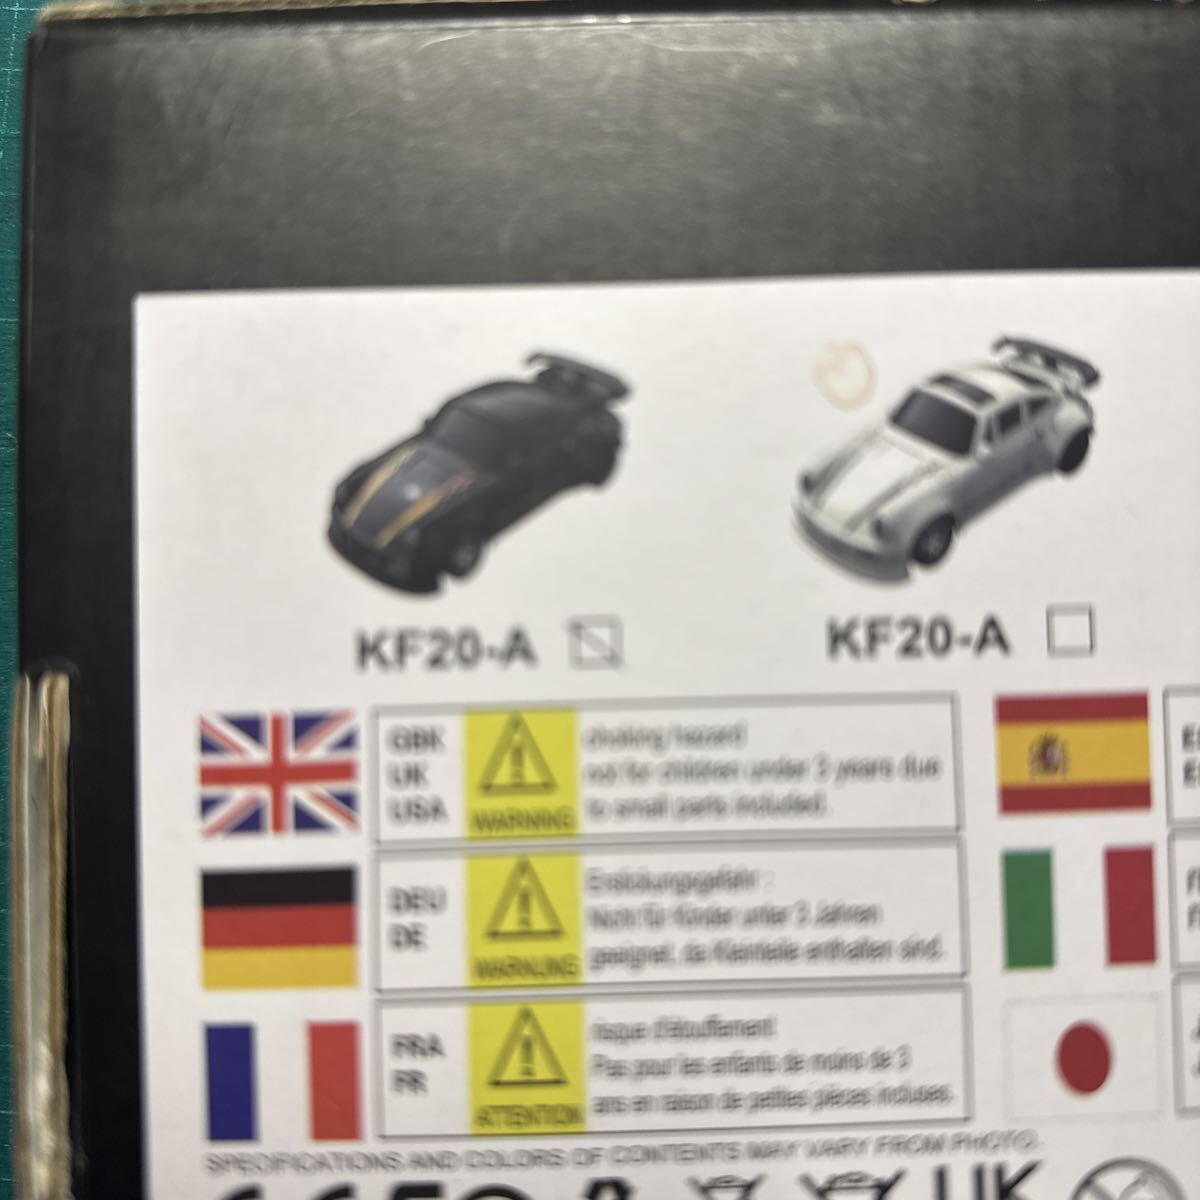 KF20-A
KF20-A
GBK
UK
USA
WARNING
choking hazard
not for children under 3 years due
to small parts included.
DEU
DE
WARNUNG
Erstickungsgefahr :
Nicht für Kinder unter 3 Jahren
geeignet, da Kleinteile enthalten sind.
FRA
FR
ATTENTION
risque d'étouffement
Pas pour les enfants de moins de 3
ans en raison de petites pièces incluses.
SPECIFICATIONS AND COLORS OF CONTENTS MAY VARY FROM PHOTO.
UK